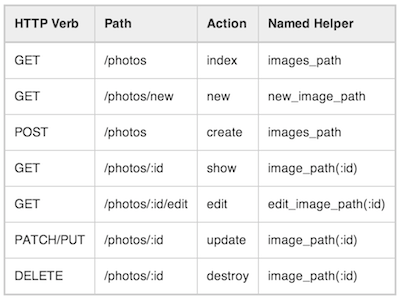 HTTP Verb Path Action Named Helper
GET /photos index images_path
GET /photos/new new new_image_path
POST /photos create images_path
GET /photos/:id show image_path(:id)
GET /photos/:id/edit edit edit_image_path(:id)
PATCH/PUT /photos/:id update image_path(:id)
DELETE /photos/:id destroy image_path(:id)